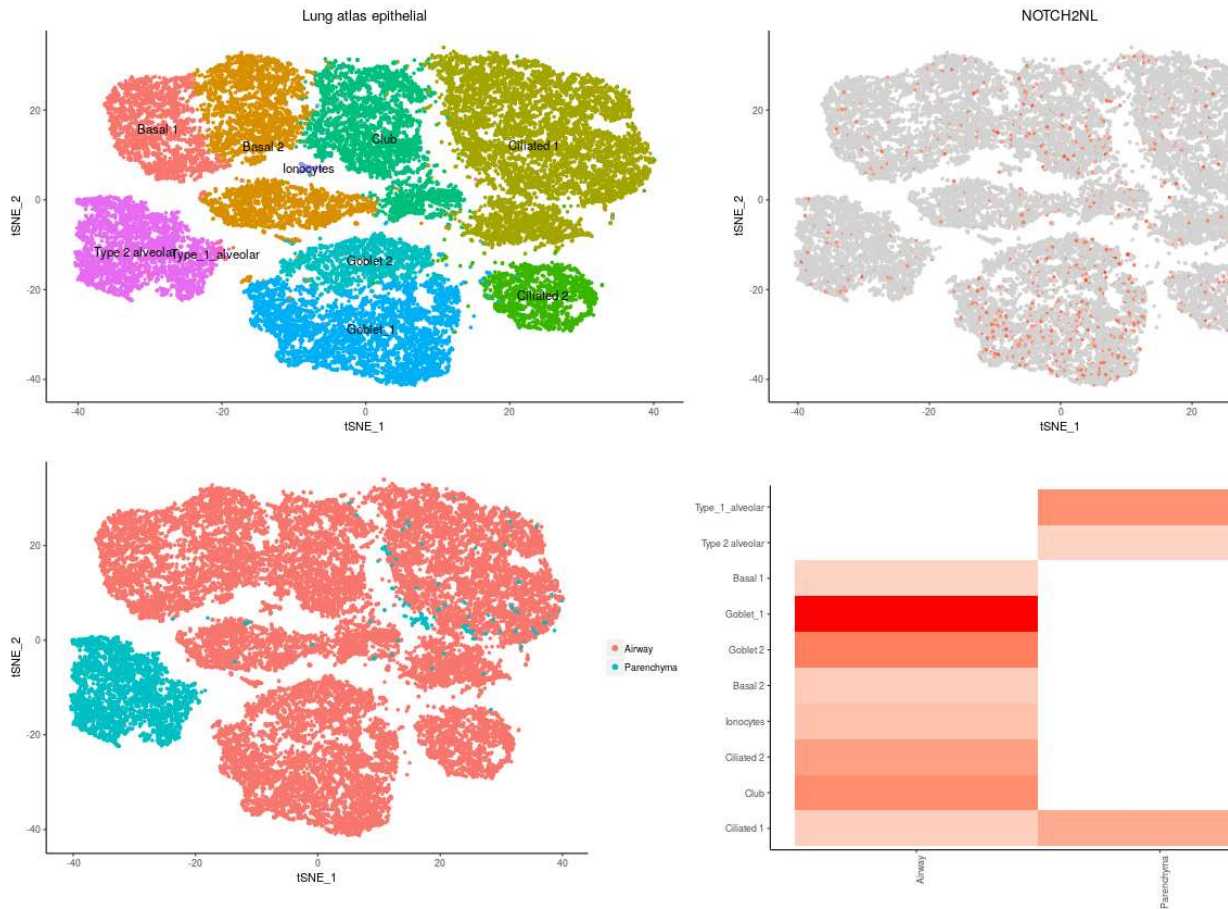 Lung atlas epithelial
20
0
-20
-40
tSNE_2
Basal 1
Basal 2
Club
Ciliated 1
Ionocytes
Type 2 alveolar
Type_1_alveolar
Goblet 2
Ciliated 2
Goblet_1
-40
-20
0
20
40
tSNE_1
NOTCH2NL
20
0
-20
-40
tSNE_2
-40
-20
0
20
tSNE_1
20
0
-20
-40
tSNE_2
-40
-20
0
20
40
tSNE_1
Airway
Parenchyma
Type_1_alveolar
Type 2 alveolar
Basal 1
Goblet_1
Goblet 2
Basal 2
Ionocytes
Ciliated 2
Club
Ciliated 1
Airway
Parenchyma